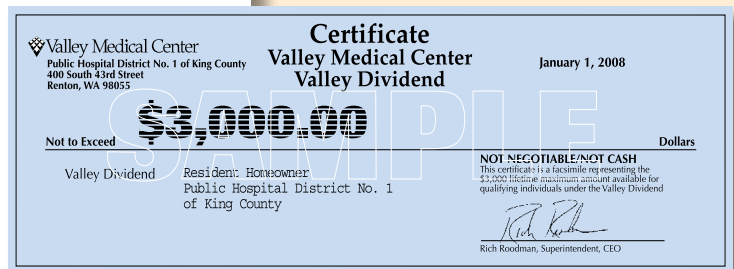 Valley Medical Center
Public Hospital District No. 1 of King County
400 South 43rd Street
Renton, WA 98055
Certificate
Valley Medical Center
Valley Dividend
January 1, 2008
SAMPLE
$3,000.00
Not to Exceed
Dollars
Valley Dividend
Resident Homeowner
Public Hospital District No. 1
of King County
NOT NEGOTIABLE/NOT CASH
This certificate is a facsimile representing the
$3,000 lifetime maximum amount available for
qualifying individuals under the Valley Dividend
Rich Roodman
Rich Roodman, Superintendent, CEO